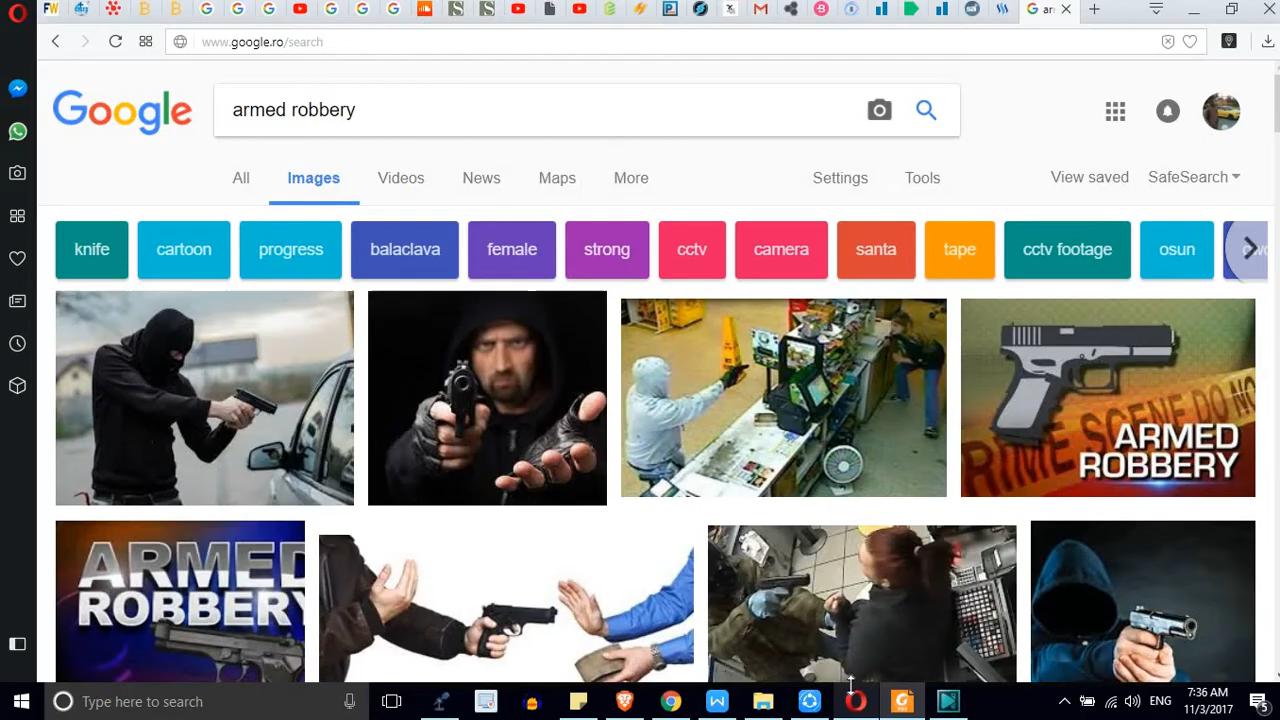 FW
www.google.ro/search
Google
armed robbery
All
Images
Videos
News
Maps
More
Settings
Tools
View saved
SafeSearch
knife
cartoon
progress
balaclava
female
strong
cctv
camera
santa
tape
cctv footage
osun
ARMED
ROBBERY
ARMED
ROBBERY
Type here to search
ENG
7:36 AM
11/3/2017